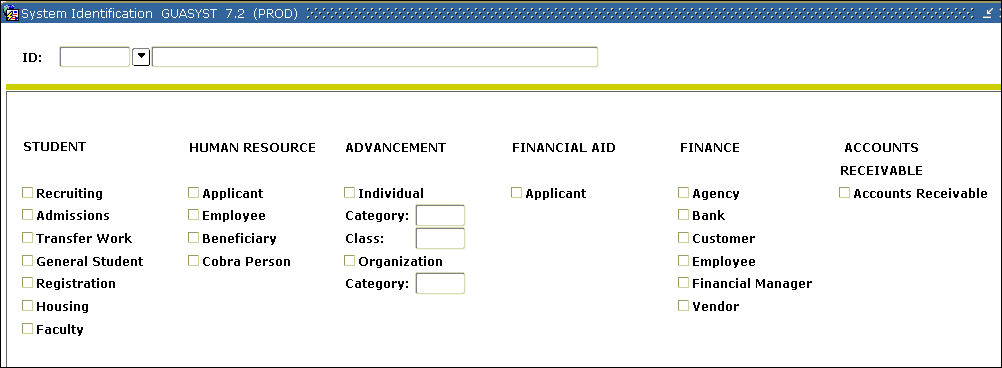 System Identification GUASYST 7.2 (PROD)
ID:
STUDENT HUMAN RESOURCE ADVANCEMENT FINANCIAL AID FINANCE ACCOUNTS
RECEIVABLE
Recruiting Applicant Individual Applicant Agency Accounts Receivable
Admissions Employee Category: Bank
Transfer Work Beneficiary Class: Customer
General Student Cobra Person Organization Employee
Registration Category: Financial Manager
Housing Vendor
Faculty